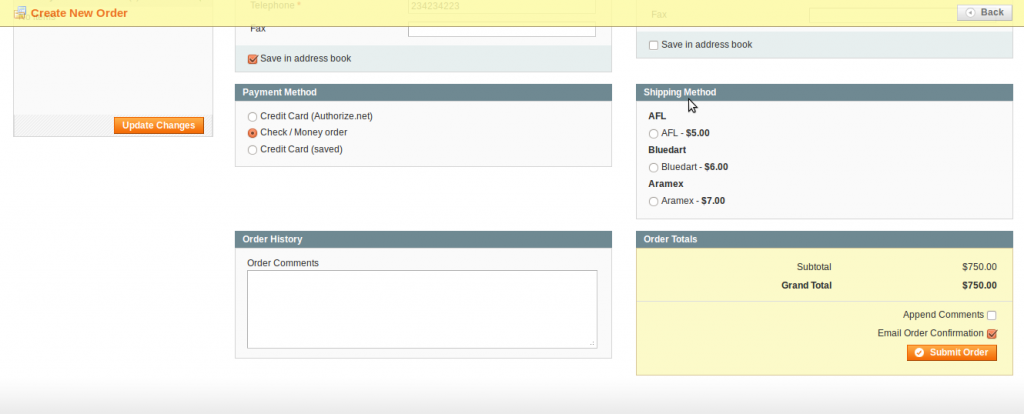 Create New Order
Back
Telephone *
234234223
Fax
Fax
Save in address book
Save in address book
Update Changes
Payment Method
Credit Card (Authorize.net)
Check / Money order
Credit Card (saved)
Shipping Method
AFL
AFL - $5.00
Bluedart
Bluedart - $6.00
Aramex
Aramex - $7.00
Order History
Order Comments
Order Totals
Subtotal $750.00
Grand Total $750.00
Append Comments
Email Order Confirmation
Submit Order